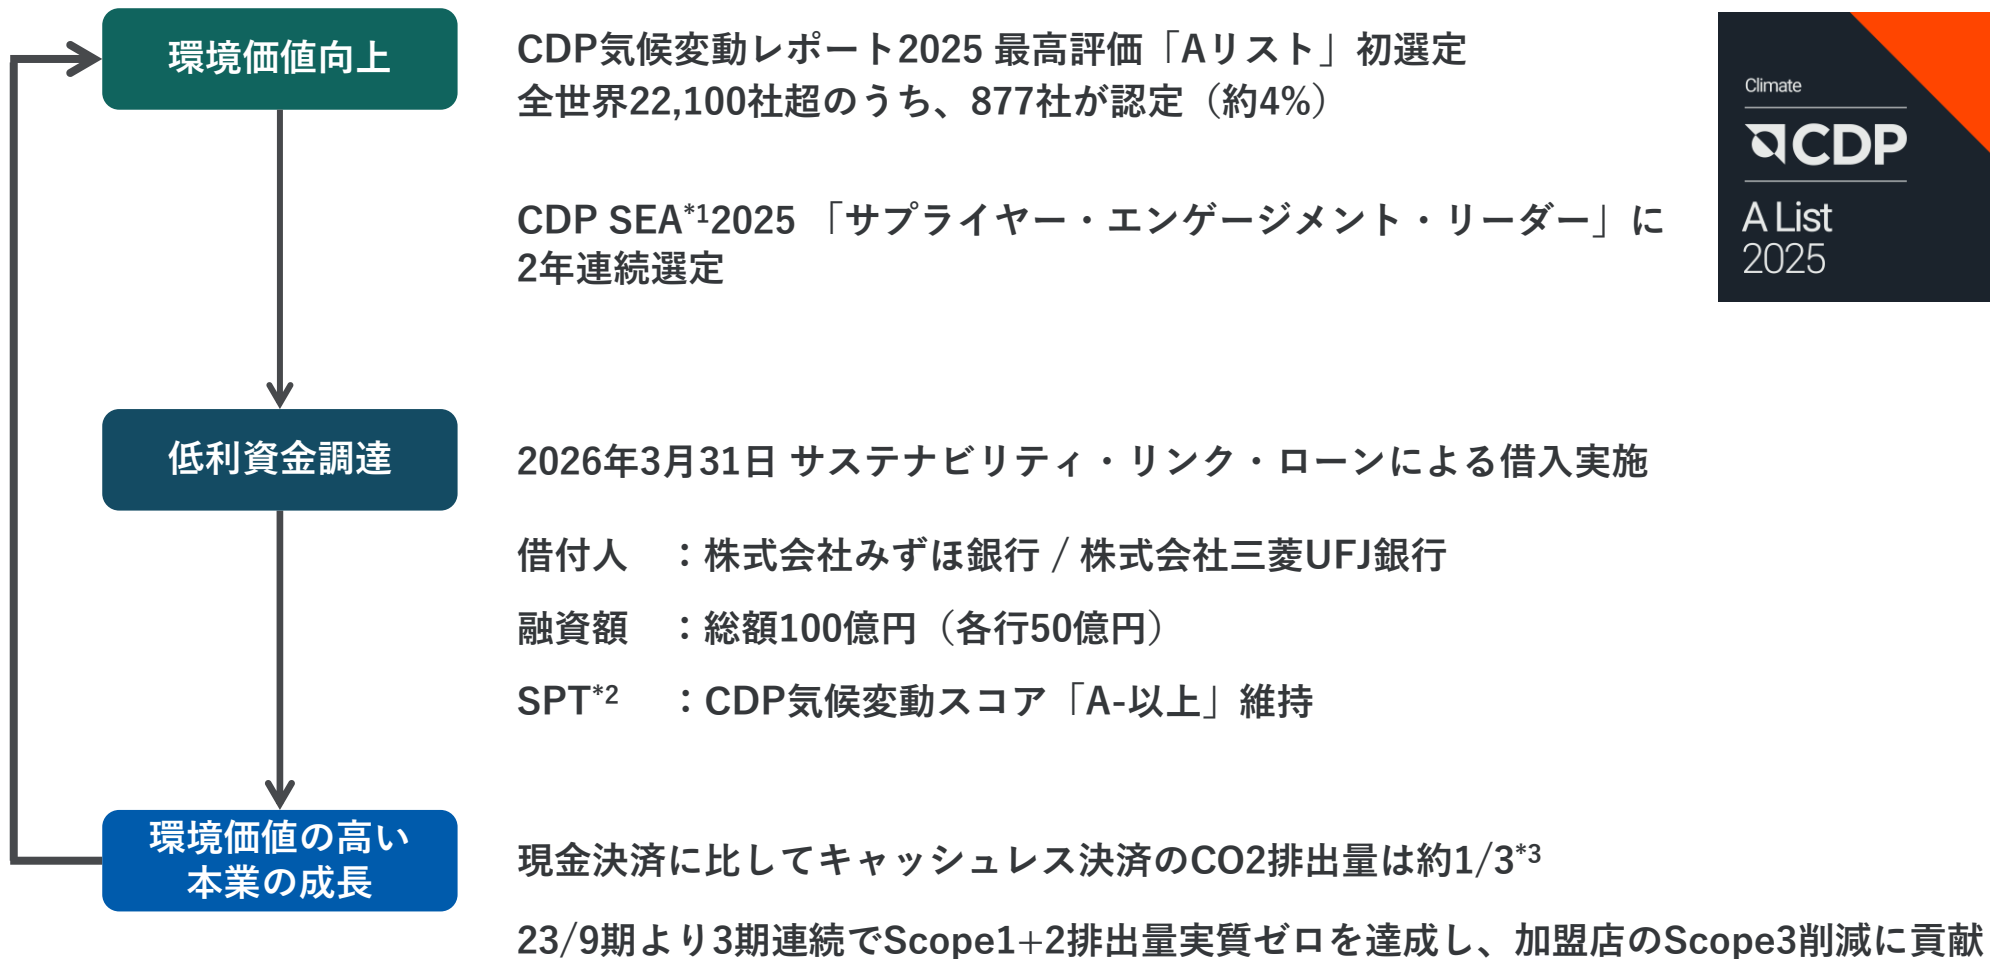 環境価値向上
CDP気候変動レポート2025 最高評価「Aリスト」初選定
全世界22,100社超のうち、877社が認定（約4%）
CDP SEA*12025 「サプライヤー・エンゲージメント・リーダー」に
2年連続選定
Climate
CDP
A List
2025
低利資金調達
2026年3月31日 サステナビリティ・リンク・ローンによる借入実施
借付人　：株式会社みずほ銀行 / 株式会社三菱UFJ銀行
融資額　：総額100億円（各行50億円）
SPT*2　：CDP気候変動スコア「A-以上」維持
環境価値の高い
本業の成長
現金決済に比してキャッシュレス決済のCO2排出量は約1/3*3
23/9期より3期連続でScope1+2排出量実質ゼロを達成し、加盟店のScope3削減に貢献